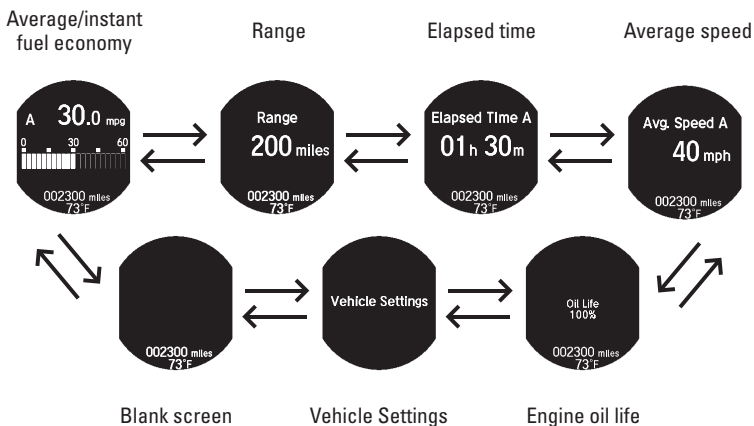 Average/instant
fuel economy
Range
Elapsed time
Average speed
A 30.0 mpg
0 30 60
002300 miles
73°F
Range
200 miles
002300 miles
73°F
Elapsed TIme A
01h 30m
002300 miles
73°F
Avg. Speed A
40 mph
002300 miles
73°F
002300 miles
73°F
Vehicle Settings
Oil Life
100%
002300 miles
73°F
Blank screen
Vehicle Settings
Engine oil life